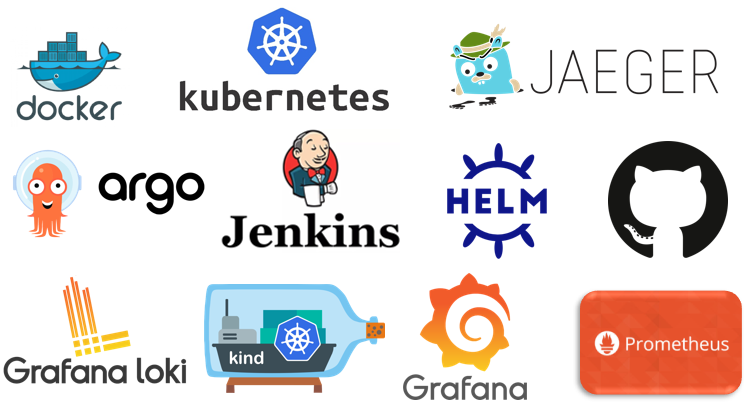 docker
kubernetes
JAEGER
argo
Jenkins
HELM
Grafana loki
kind
Grafana
Prometheus